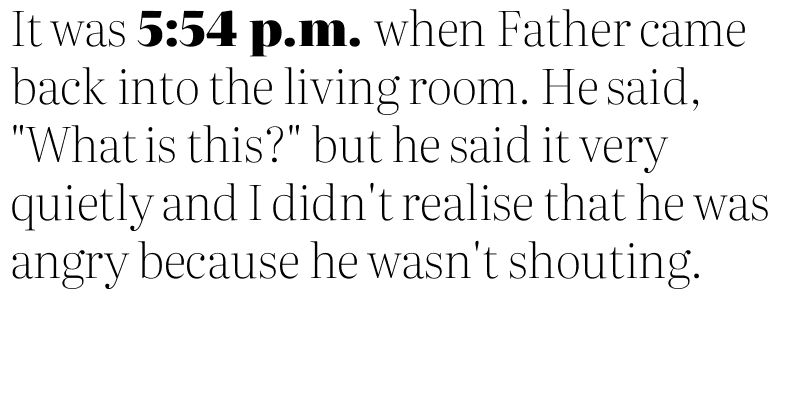 It was 5:54 p.m. when Father came
back into the living room. He said,
"What is this?" but he said it very
quietly and I didn't realise that he was
angry because he wasn't shouting.